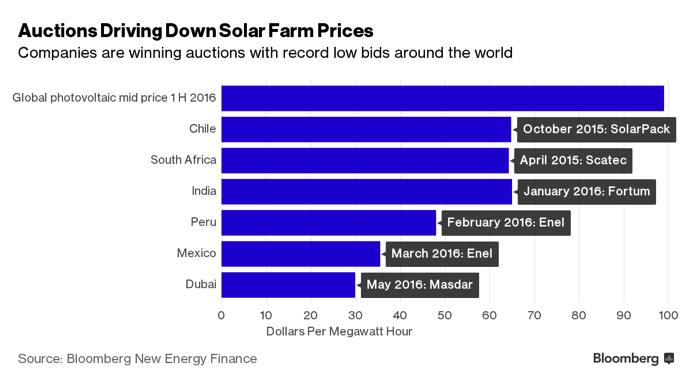 Auctions Driving Down Solar Farm Prices
Companies are winning auctions with record low bids around the world
Global photovoltaic mid price 1 H 2016
Chile
October 2015: SolarPack
South Africa
April 2015: Scatec
India
January 2016: Fortum
Peru
February 2016: Enel
Mexico
March 2016: Enel
Dubai
May 2016: Masdar
0 10 20 30 40 50 60 70 80 90 100
Dollars Per Megawatt Hour
Source: Bloomberg New Energy Finance
Bloomberg